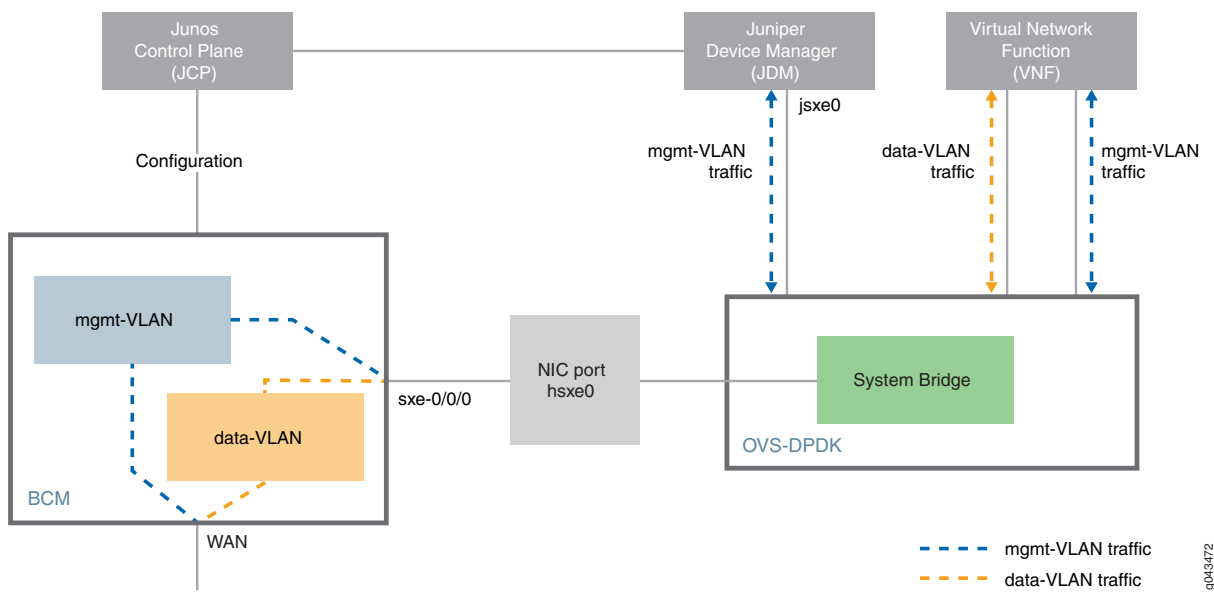 Junos
Control Plane
(JCP)
Juniper
Device Manager
(JDM)
Virtual Network
Function
(VNF)
jsxe0
mgmt-VLAN
traffic
data-VLAN
traffic
mgmt-VLAN
traffic
Configuration
mgmt-VLAN
data-VLAN
BCM
sxe-0/0/0
NIC port
hsxe0
System Bridge
OVS-DPDK
WAN
mgmt-VLAN traffic
data-VLAN traffic
g043472